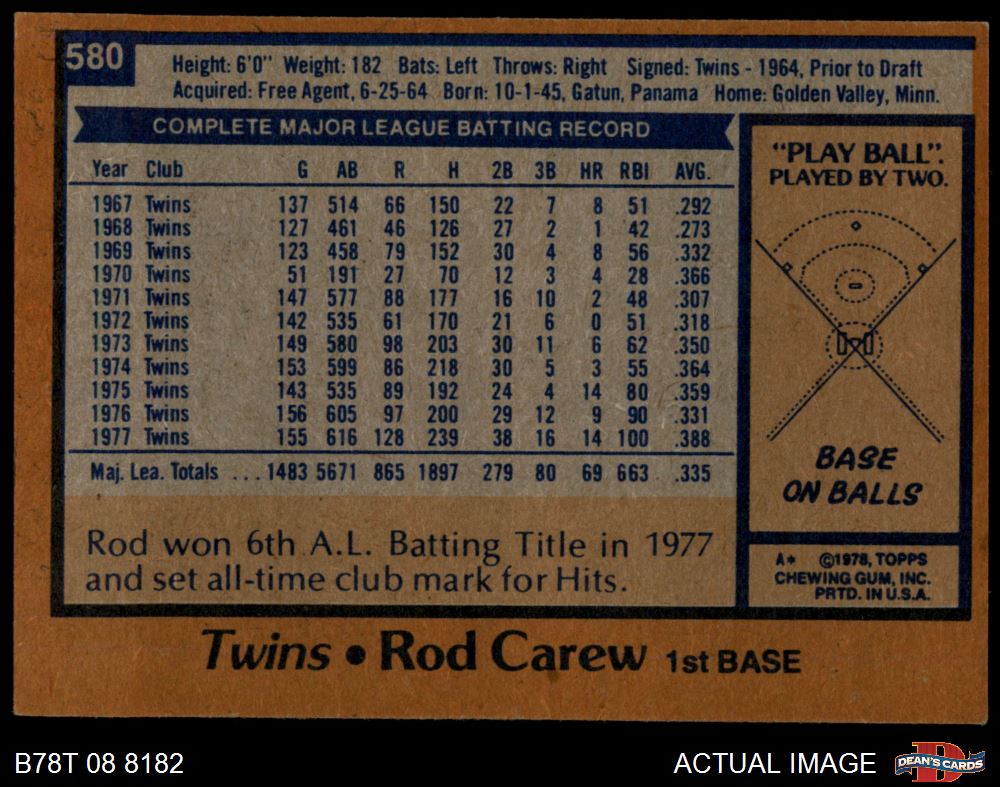 580
Height: 6'0" Weight: 182 Bats: Left Throws: Right Signed: Twins - 1964, Prior to Draft
Acquired: Free Agent, 6-25-64 Born: 10-1-45, Gatun, Panama Home: Golden Valley, Minn.
COMPLETE MAJOR LEAGUE BATTING RECORD
Year Club G AB R H 2B 3B HR RBI AVG.
1967 Twins 137 514 66 150 22 7 8 51 .292
1968 Twins 127 461 46 126 27 2 1 42 .273
1969 Twins 123 458 79 152 30 4 8 56 .332
1970 Twins 51 191 27 70 12 3 4 28 .366
1971 Twins 147 577 88 177 16 10 2 48 .307
1972 Twins 142 535 61 170 21 6 0 51 .318
1973 Twins 149 580 98 203 30 11 6 62 .350
1974 Twins 153 599 86 218 30 5 3 55 .364
1975 Twins 143 535 89 192 24 4 14 80 .359
1976 Twins 156 605 97 200 29 12 9 90 .331
1977 Twins 155 616 128 239 38 16 14 100 .388
Maj. Lea. Totals ... 1483 5671 865 1897 279 80 69 663 .335
Rod won 6th A.L. Batting Title in 1977
and set all-time club mark for Hits.
"PLAY BALL".
PLAYED BY TWO.
BASE
ON BALLS
A* ©1978, TOPPS
CHEWING GUM, INC.
PRTD. IN U.S.A.
Twins • Rod Carew 1st BASE
B78T 08 8182
ACTUAL IMAGE
D
DEAN'S CARDS